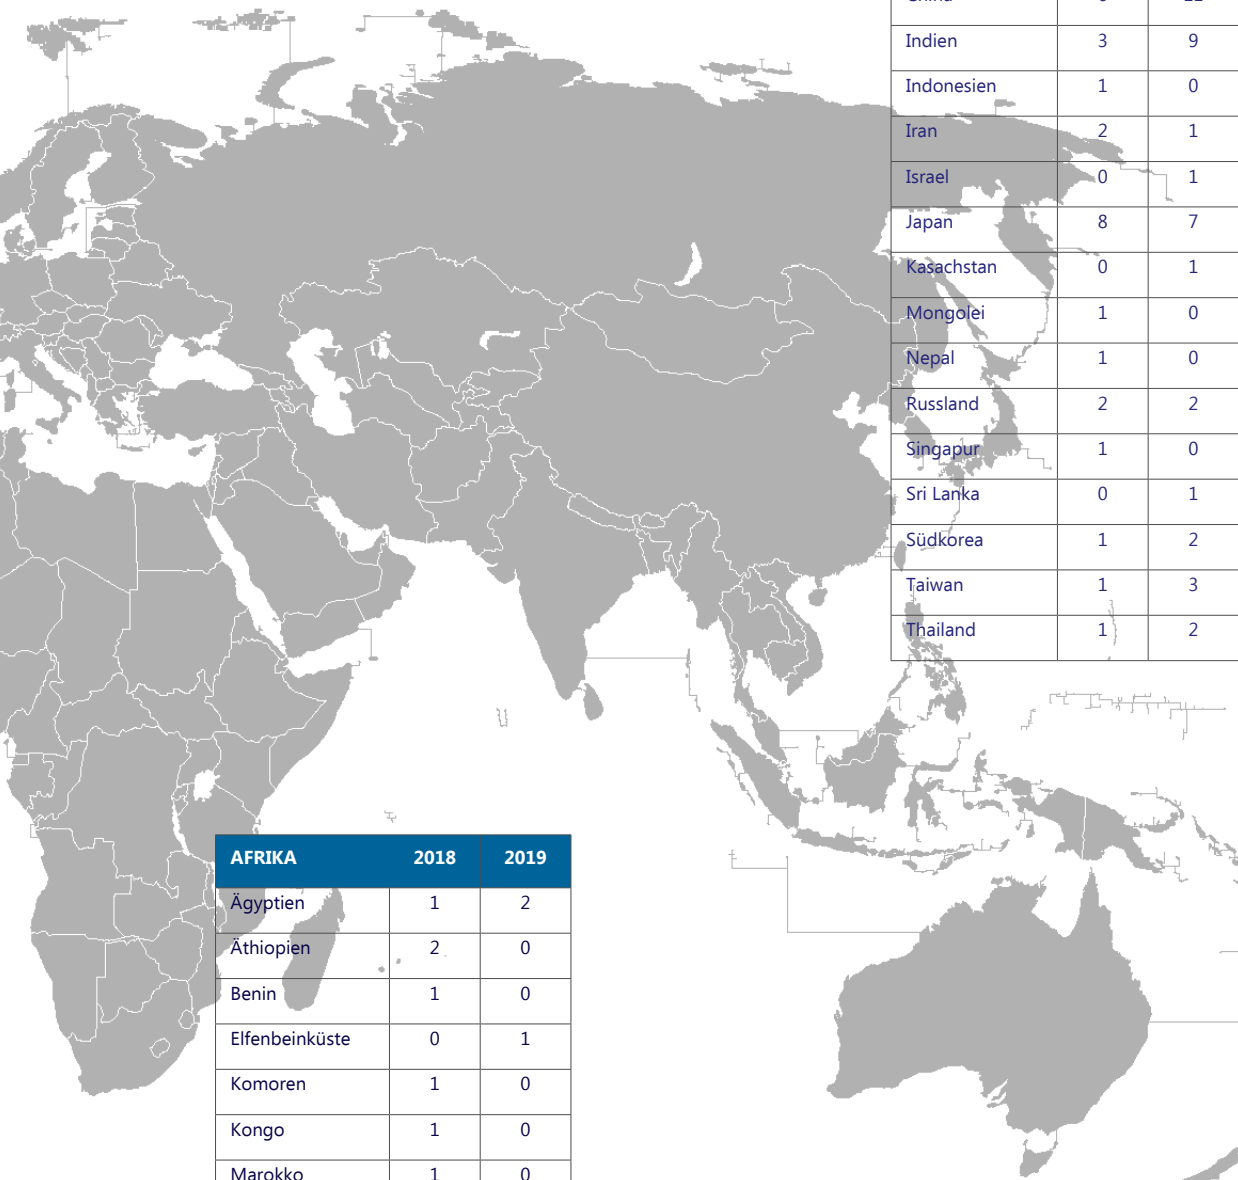 Indien 3 9
Indonesien 1 0
Iran 2 1
Israel 0 1
Japan 8 7
Kasachstan 0 1
Mongolei 1 0
Nepal 1 0
Russland 2 2
Singapur 1 0
Sri Lanka 0 1
Südkorea 1 2
Taiwan 1 3
Thailand 1 2
AFRIKA 2018 2019
Ägyptien 1 2
Äthiopien 2 0
Benin 1 0
Elfenbeinküste 0 1
Komoren 1 0
Kongo 1 0
Marokko 1 0